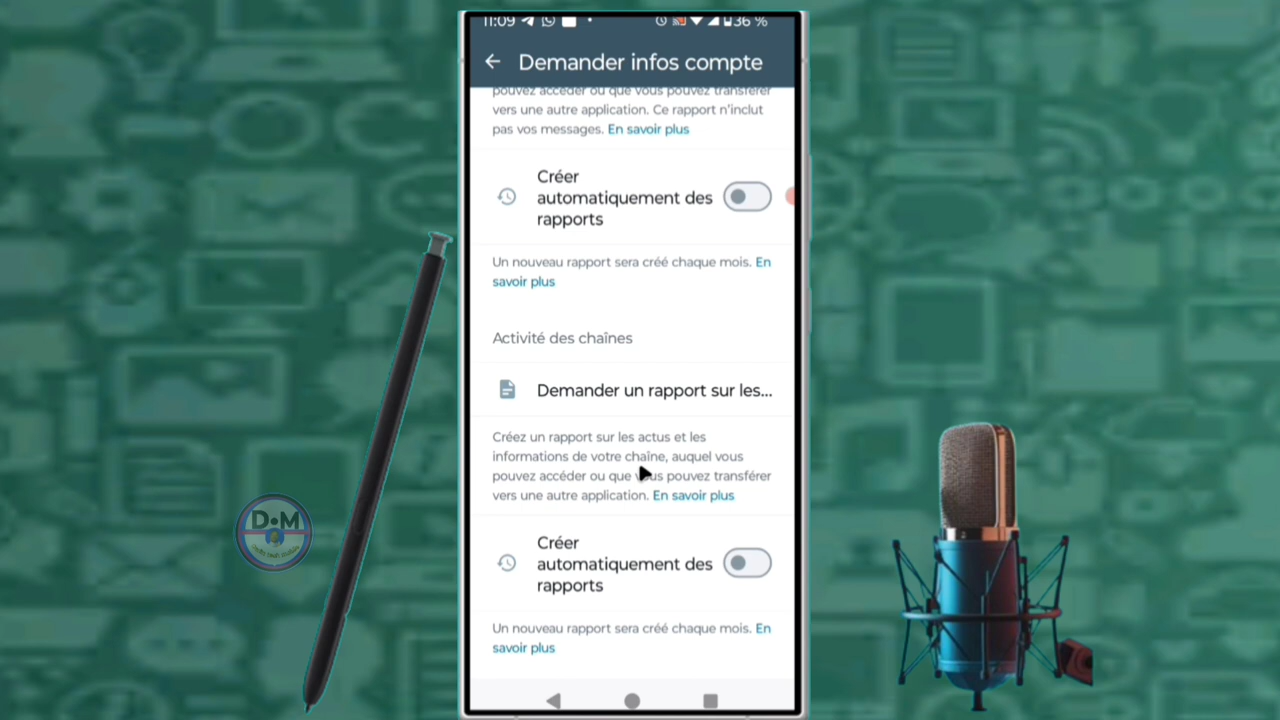 11:09
36 %
Demander infos compte
pouvez accéder ou que vous pouvez transférer
vers une autre application. Ce rapport n'inclut
pas vos messages. En savoir plus
Créer
automatiquement des
rapports
Un nouveau rapport sera créé chaque mois. En
savoir plus
Activité des chaînes
Demander un rapport sur les...
Créez un rapport sur les actus et les
informations de votre chaîne, auquel vous
pouvez accéder ou que vous pouvez transférer
vers une autre application. En savoir plus
Créer
automatiquement des
rapports
Un nouveau rapport sera créé chaque mois. En
savoir plus
D•M